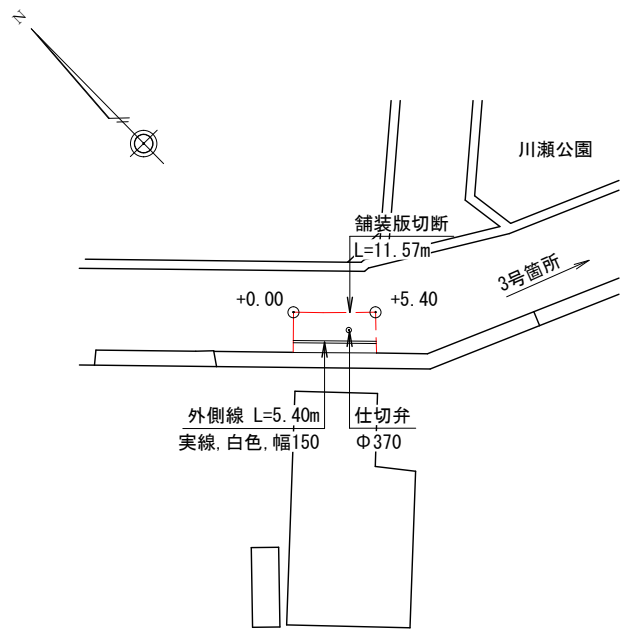 N
川瀬公園
舗装版切断
L=11.57m
3号箇所
+0.00
+5.40
外側線 L=5.40m
実線,白色,幅150
仕切弁
Φ370